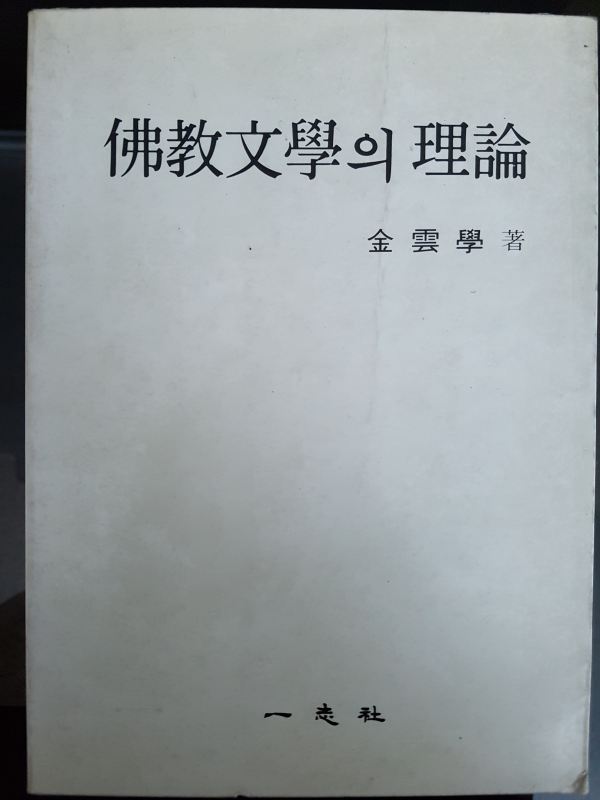 佛教文學의 理論
金雲學 著
一志社